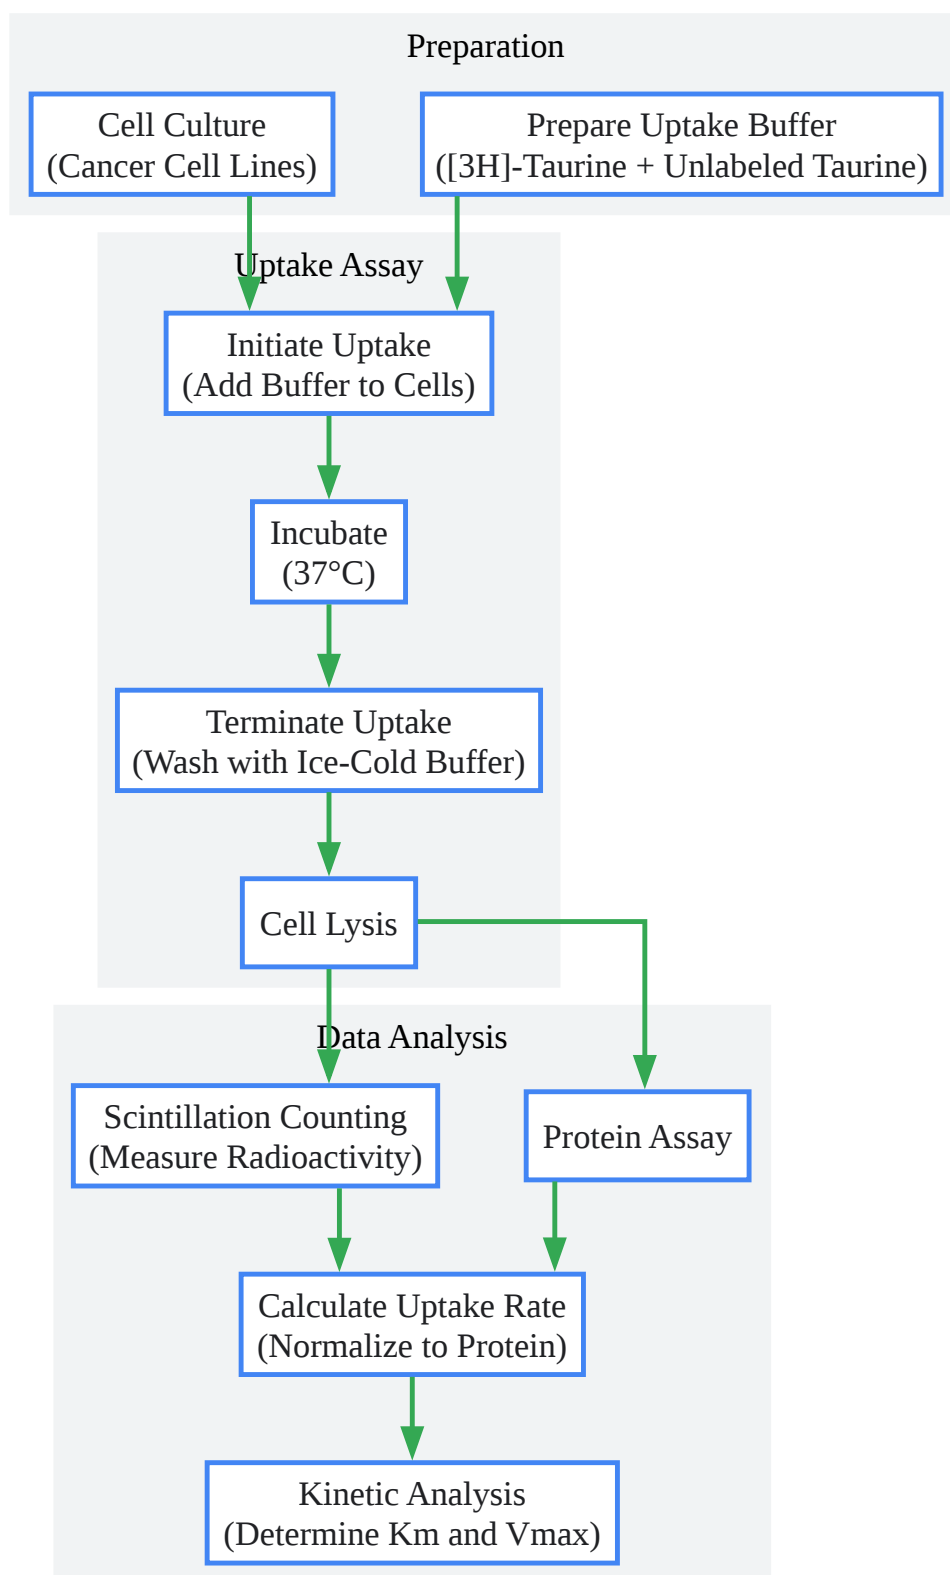 Preparation
Cell Culture
(Cancer Cell Lines)
Prepare Uptake Buffer
([3H]-Taurine + Unlabeled Taurine)
Uptake Assay
Initiate Uptake
(Add Buffer to Cells)
Incubate
(37°C)
Terminate Uptake
(Wash with Ice-Cold Buffer)
Cell Lysis
Data Analysis
Scintillation Counting
(Measure Radioactivity)
Protein Assay
Calculate Uptake Rate
(Normalize to Protein)
Kinetic Analysis
(Determine Km and Vmax)